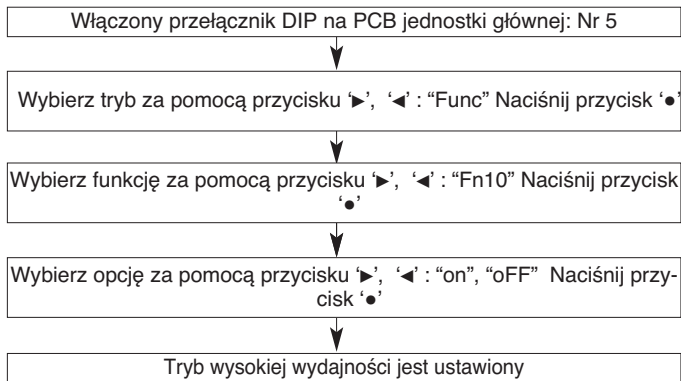 Włączony przełącznik DIP na PCB jednostki głównej: Nr 5
Wybierz tryb za pomocą przycisku ‘►’, ‘◄’ : “Func” Naciśnij przycisk ‘●’
Wybierz funkcję za pomocą przycisku ‘►’, ‘◄’ : “Fn10” Naciśnij przycisk
‘●’
Wybierz opcję za pomocą przycisku ‘►’, ‘◄’ : “on”, “oFF” Naciśnij przy-
cisk ‘●’
Tryb wysokiej wydajności jest ustawiony